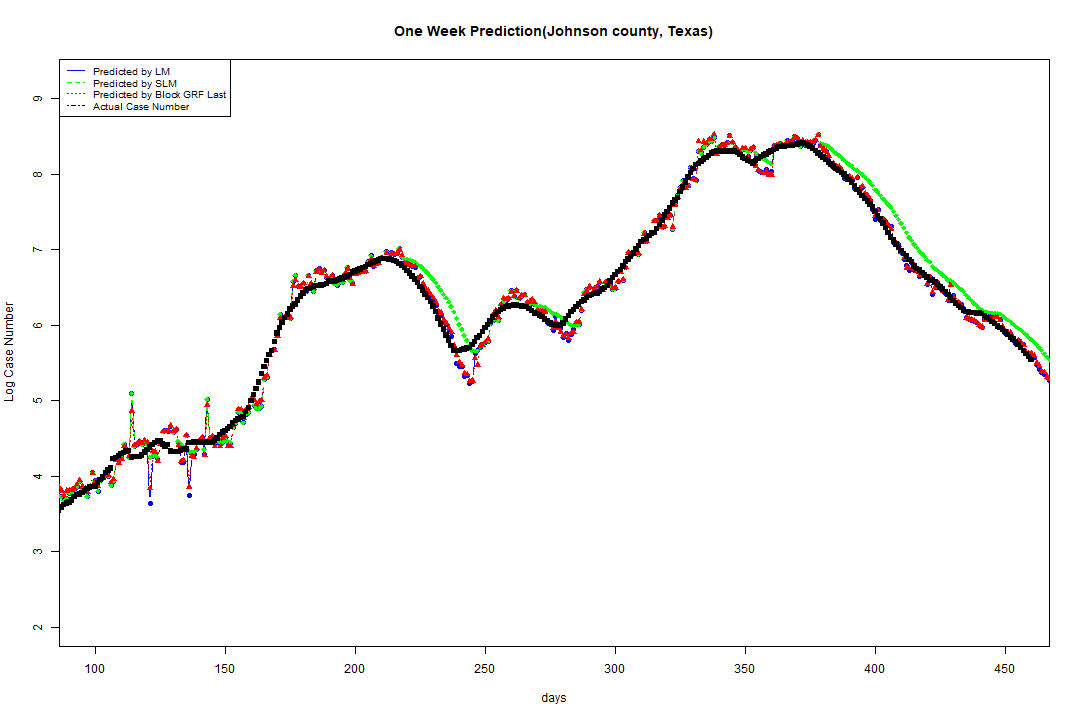 One Week Prediction(Johnson county, Texas)
Predicted by LM
Predicted by SLM
Predicted by Block GRF Last
Actual Case Number
9
8
7
6
5
4
3
2
Log Case Number
100 150 200 250 300 350 400 450
days